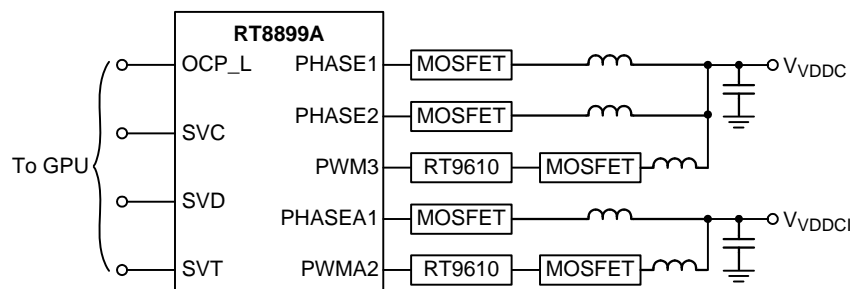 RT8899A
OCP_L
PHASE1
MOSFET
VVDDC
PHASE2
MOSFET
SVC
To GPU
PWM3
RT9610
MOSFET
SVD
PHASEA1
MOSFET
VVDDCI
SVT
PWMA2
RT9610
MOSFET